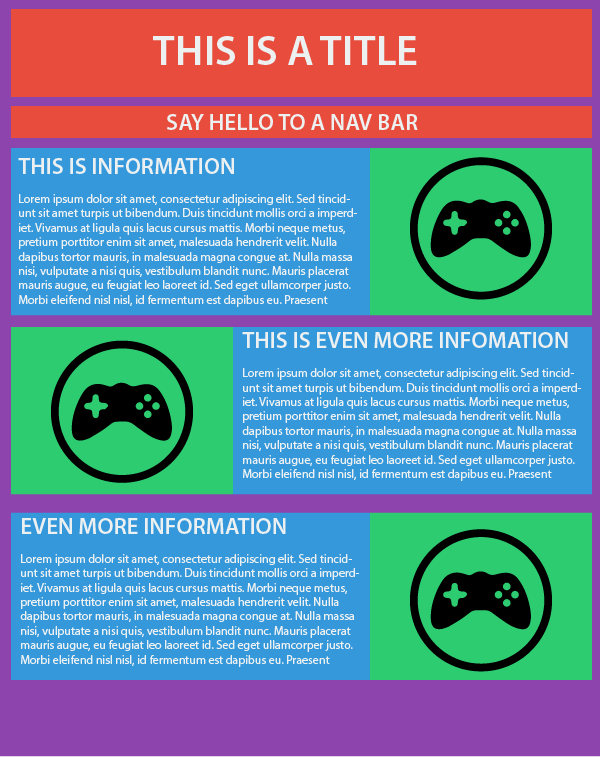 THIS IS A TITLE
SAY HELLO TO A NAV BAR
THIS IS INFORMATION
Lorem ipsum dolor sit amet, consectetur adipiscing elit. Sed tincid-
unt sit amet turpis ut bibendum. Duis tincidunt mollis orci a imperd-
iet. Vivamus at ligula quis lacus cursus mattis. Morbi neque metus,
pretium porttitor enim sit amet, malesuada hendrerit velit. Nulla
dapibus tortor mauris, in malesuada magna congue at. Nulla massa
nisi, vulputate a nisi quis, vestibulum blandit nunc. Mauris placerat
mauris augue, eu feugiat leo laoreet id. Sed eget ullamcorper justo.
Morbi eleifend nisl nisl, id fermentum est dapibus eu. Praesent
THIS IS EVEN MORE INFOMATION
Lorem ipsum dolor sit amet, consectetur adipiscing elit. Sed tincid-
unt sit amet turpis ut bibendum. Duis tincidunt mollis orci a imperd-
iet. Vivamus at ligula quis lacus cursus mattis. Morbi neque metus,
pretium porttitor enim sit amet, malesuada hendrerit velit. Nulla
dapibus tortor mauris, in malesuada magna congue at. Nulla massa
nisi, vulputate a nisi quis, vestibulum blandit nunc. Mauris placerat
mauris augue, eu feugiat leo laoreet id. Sed eget ullamcorper justo.
Morbi eleifend nisl nisl, id fermentum est dapibus eu. Praesent
EVEN MORE INFORMATION
Lorem ipsum dolor sit amet, consectetur adipiscing elit. Sed tincid-
unt sit amet turpis ut bibendum. Duis tincidunt mollis orci a imperd-
iet. Vivamus at ligula quis lacus cursus mattis. Morbi neque metus,
pretium porttitor enim sit amet, malesuada hendrerit velit. Nulla
dapibus tortor mauris, in malesuada magna congue at. Nulla massa
nisi, vulputate a nisi quis, vestibulum blandit nunc. Mauris placerat
mauris augue, eu feugiat leo laoreet id. Sed eget ullamcorper justo.
Morbi eleifend nisl nisl, id fermentum est dapibus eu. Praesent